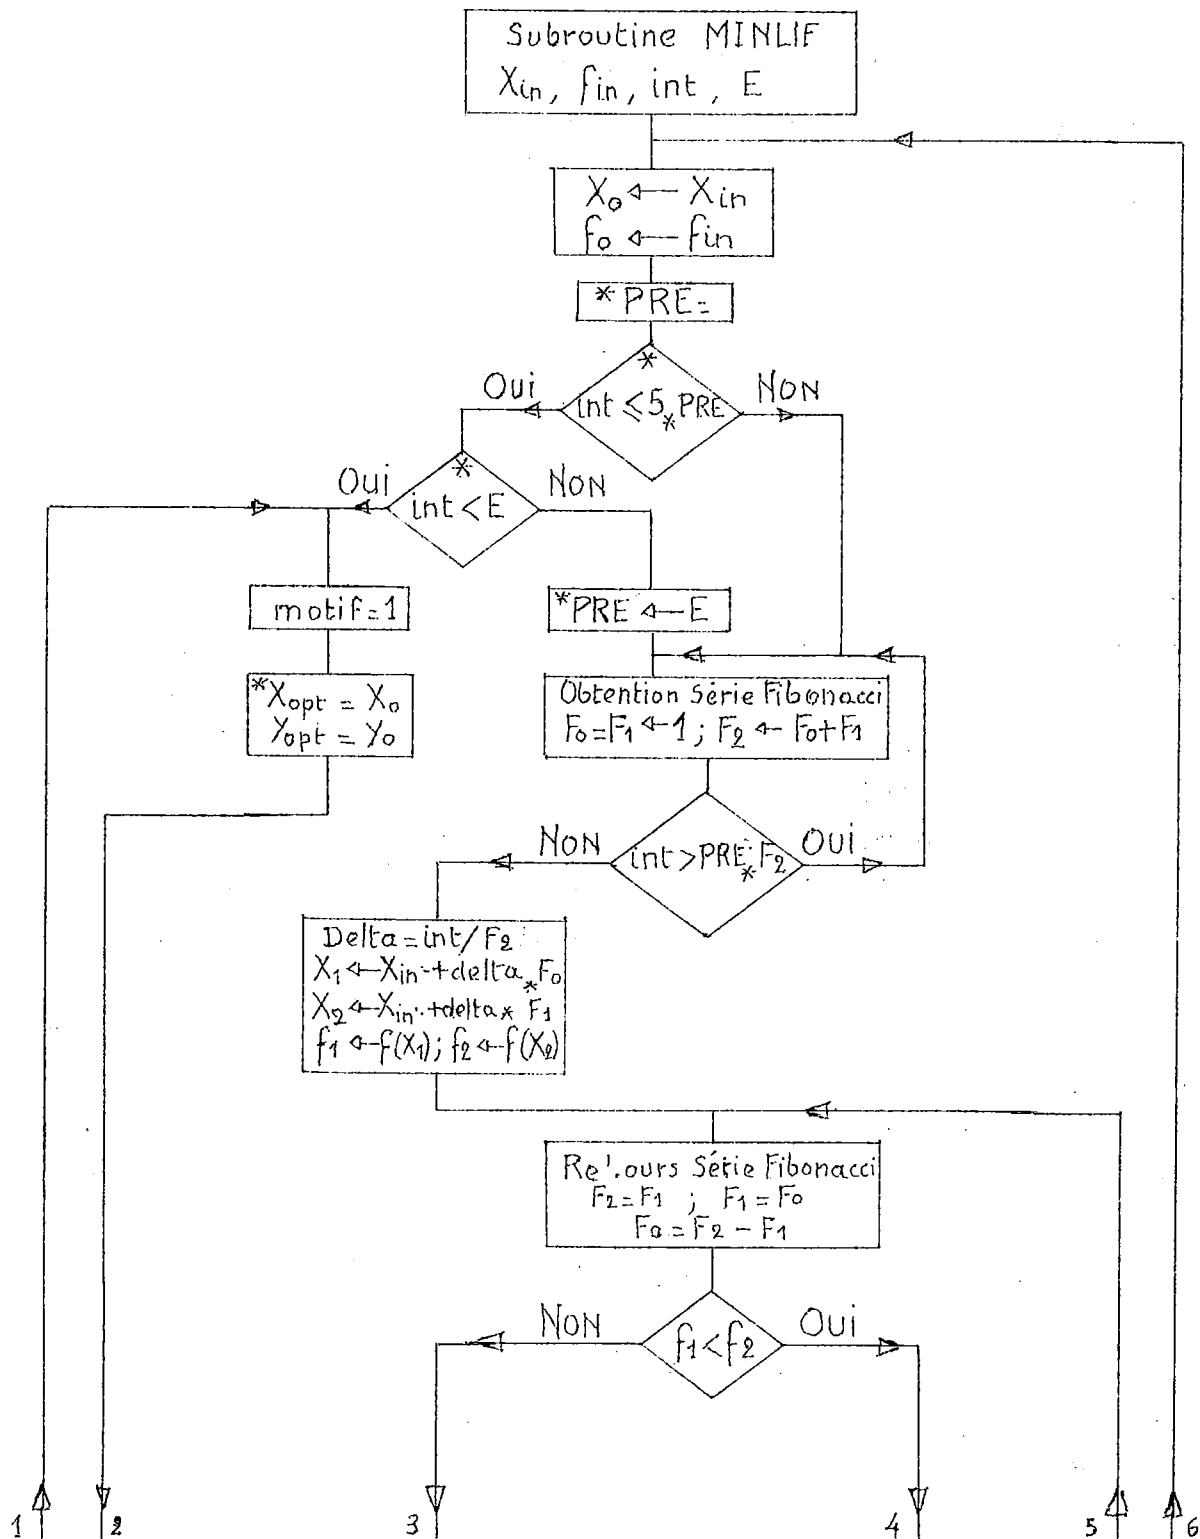 Subroutine MINLIF
Xin, fin, int, E
X₀ ← Xin
f₀ ← fin
*PRE=
*
int ≤ 5*PRE
Oui
NON
*
int < E
Oui
NON
motif=1
*PRE ← E
*Xopt = X₀
Yopt = Y₀
Obtention Série Fibonacci
F₀=F₁←1 ; F₂ ← F₀+F₁
int > PRE*F₂
NON
OUI
Delta=int/F₂
X₁ ← Xin+delta*F₀
X₂ ← Xin+delta* F₁
f₁ ← f(X₁); f₂ ← f(X₂)
Série Fibonacci
F₂=F₁ ; F₁=F₀
F₀=F₂ – F₁
f₁<f₂
NON
OUI
1 2 3 4 5 6